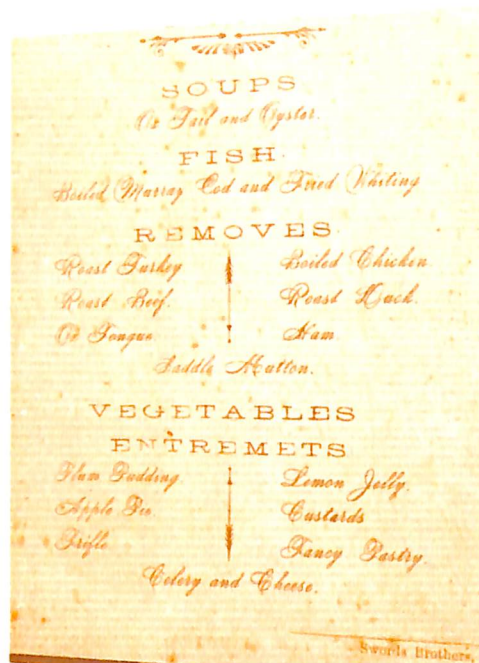 SOUPS
Ox Tail and Oyster.
FISH.
Boiled Murray Cod and Fried Whiting
REMOVES.
Roast Turkey
Boiled Chicken
Roast Beef.
Roast Duck.
Ox Tongue
Ham.
Saddle Mutton.
VEGETABLES
ENTREMETS
Plum Pudding.
Lemon Jelly.
Apple Pie.
Custards
Trifle
Fancy Pastry.
Celery and Cheese.
Swords Brothers,